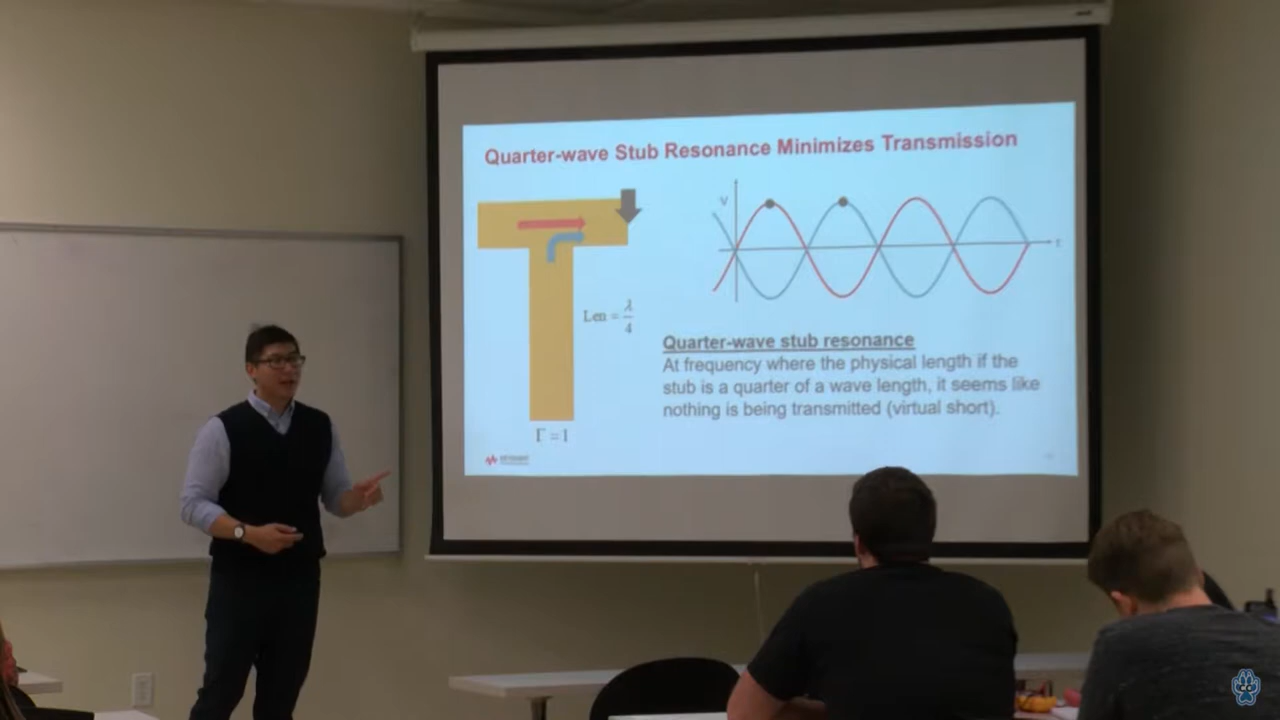 Quarter-wave Stub Resonance Minimizes Transmission
V
t
Len = λ/4
Quarter-wave stub resonance
At frequency where the physical length if the
stub is a quarter of a wave length, it seems like
nothing is being transmitted (virtual short).
Γ = 1
KEYSIGHT